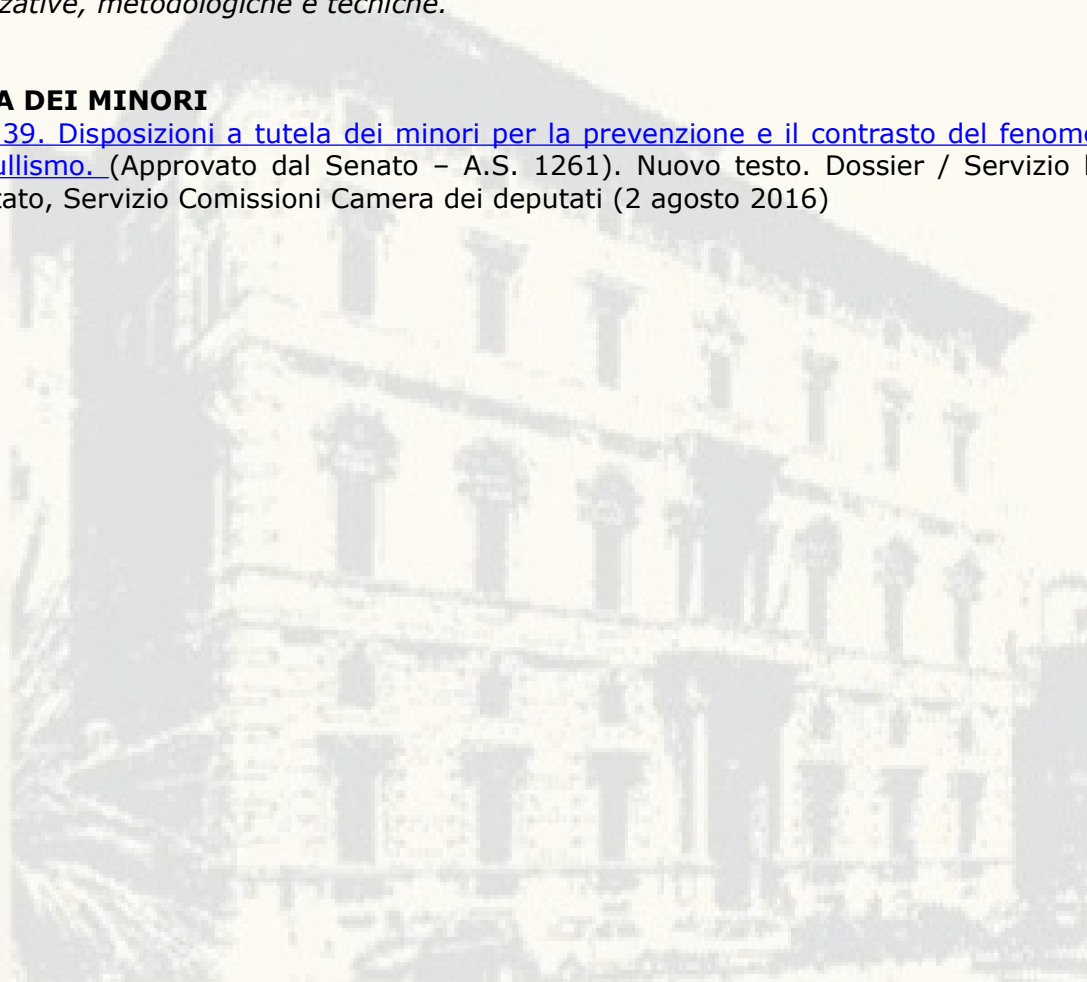 zative, metodologiche e tecniche.
A DEI MINORI
39. Disposizioni a tutela dei minori per la prevenzione e il contrasto del fenome
ullismo. (Approvato dal Senato – A.S. 1261). Nuovo testo. Dossier / Servizio
tato, Servizio Comissioni Camera dei deputati (2 agosto 2016)